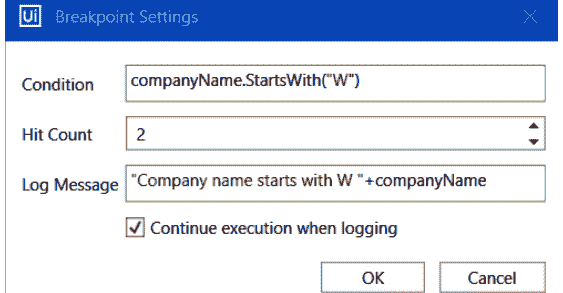 Ui Breakpoint Settings
Condition companyName.StartsWith("W")
Hit Count 2
Log Message "Company name starts with W "+companyName
Continue execution when logging
OK Cancel